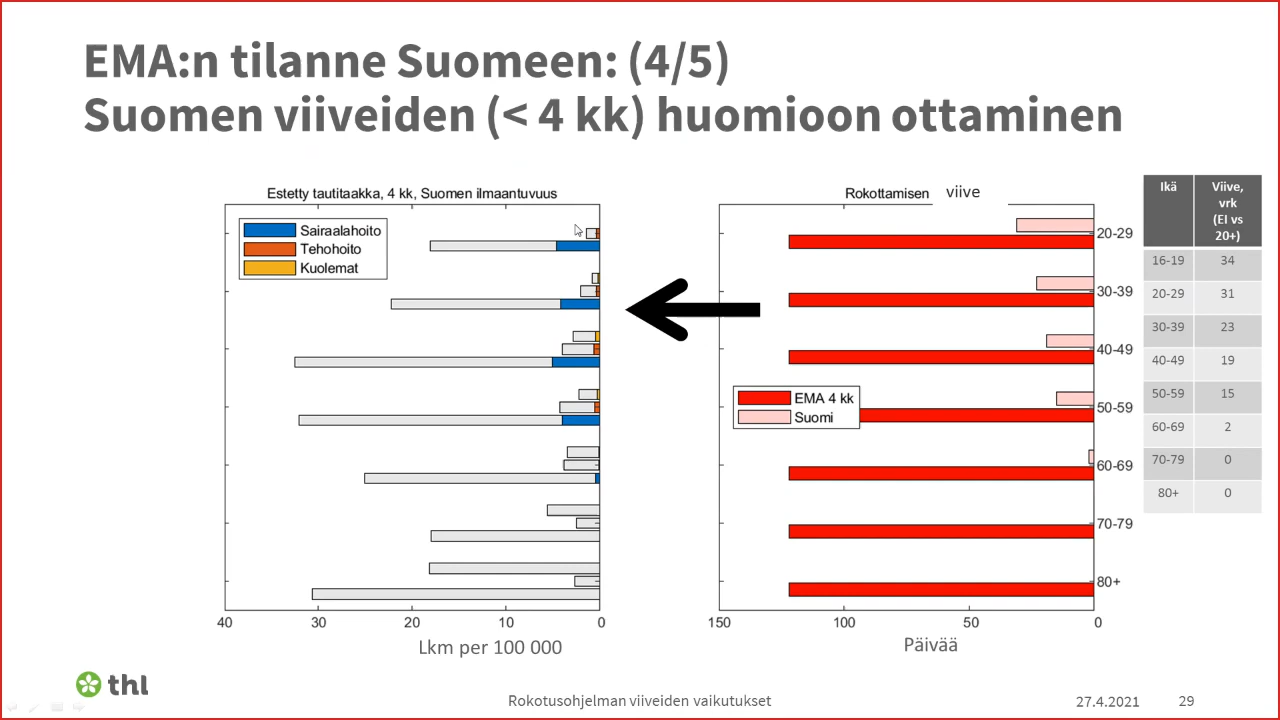 EMA:n tilanne Suomeen: (4/5)
Suomen viiveiden (< 4 kk) huomioon ottaminen
Estetty tautitaakka, 4 kk, Suomen ilmaantuvuus
Sairaalahoito
Tehohoito
Kuolemat
40 30 20 10 0
Lkm per 100 000
Rokottamisen viive
20-29
30-39
40-49
50-59
60-69
70-79
80+
EMA 4 kk
Suomi
150 100 50 0
Päivää
Ikä Viive,
vrk
(EI vs
20+)
16-19 34
20-29 31
30-39 23
40-49 19
50-59 15
60-69 2
70-79 0
80+ 0
thl
Rokotusohjelman viiveiden vaikutukset
27.4.2021
29